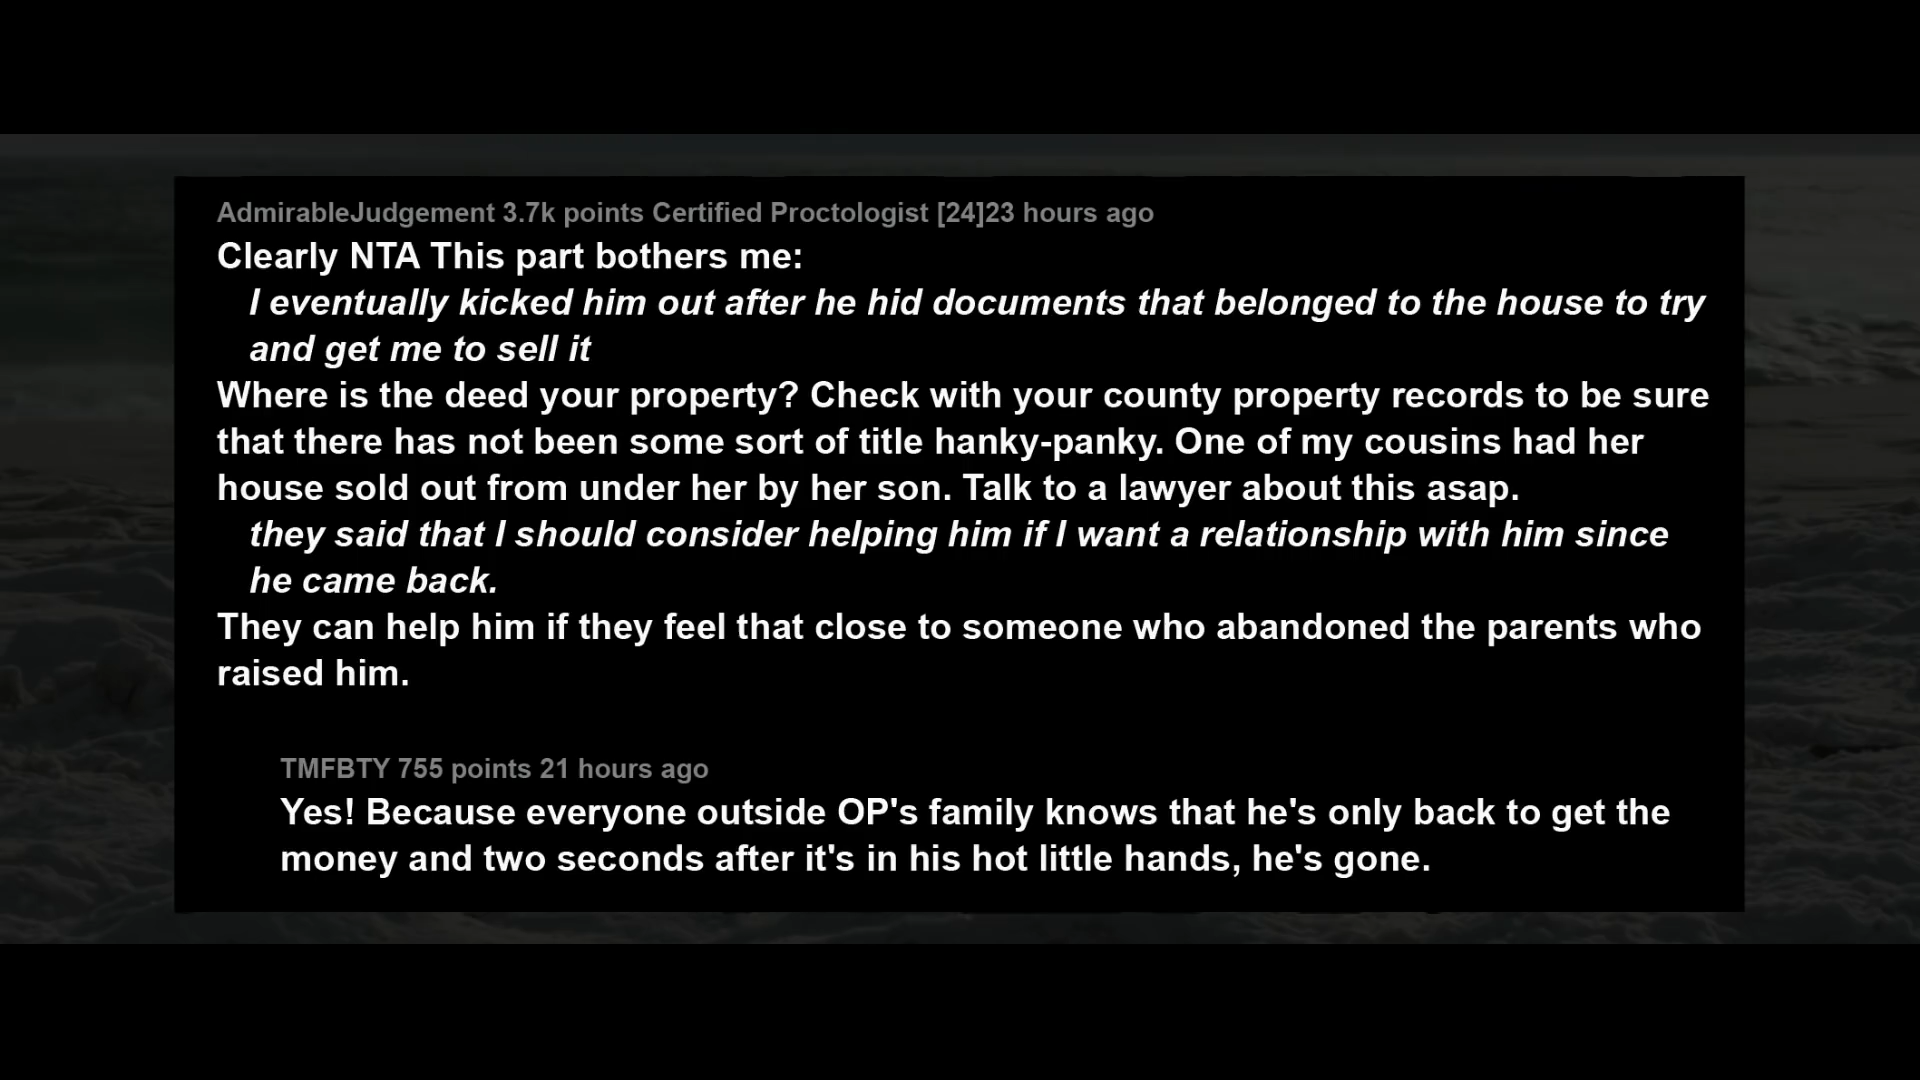 AdmirableJudgement 3.7k points Certified Proctologist [24]23 hours ago
Clearly NTA This part bothers me:
I eventually kicked him out after he hid documents that belonged to the house to try
and get me to sell it
Where is the deed your property? Check with your county property records to be sure
that there has not been some sort of title hanky-panky. One of my cousins had her
house sold out from under her by her son. Talk to a lawyer about this asap.
they said that I should consider helping him if I want a relationship with him since
he came back.
They can help him if they feel that close to someone who abandoned the parents who
raised him.
TMFBTY 755 points 21 hours ago
Yes! Because everyone outside OP's family knows that he's only back to get the
money and two seconds after it's in his hot little hands, he's gone.